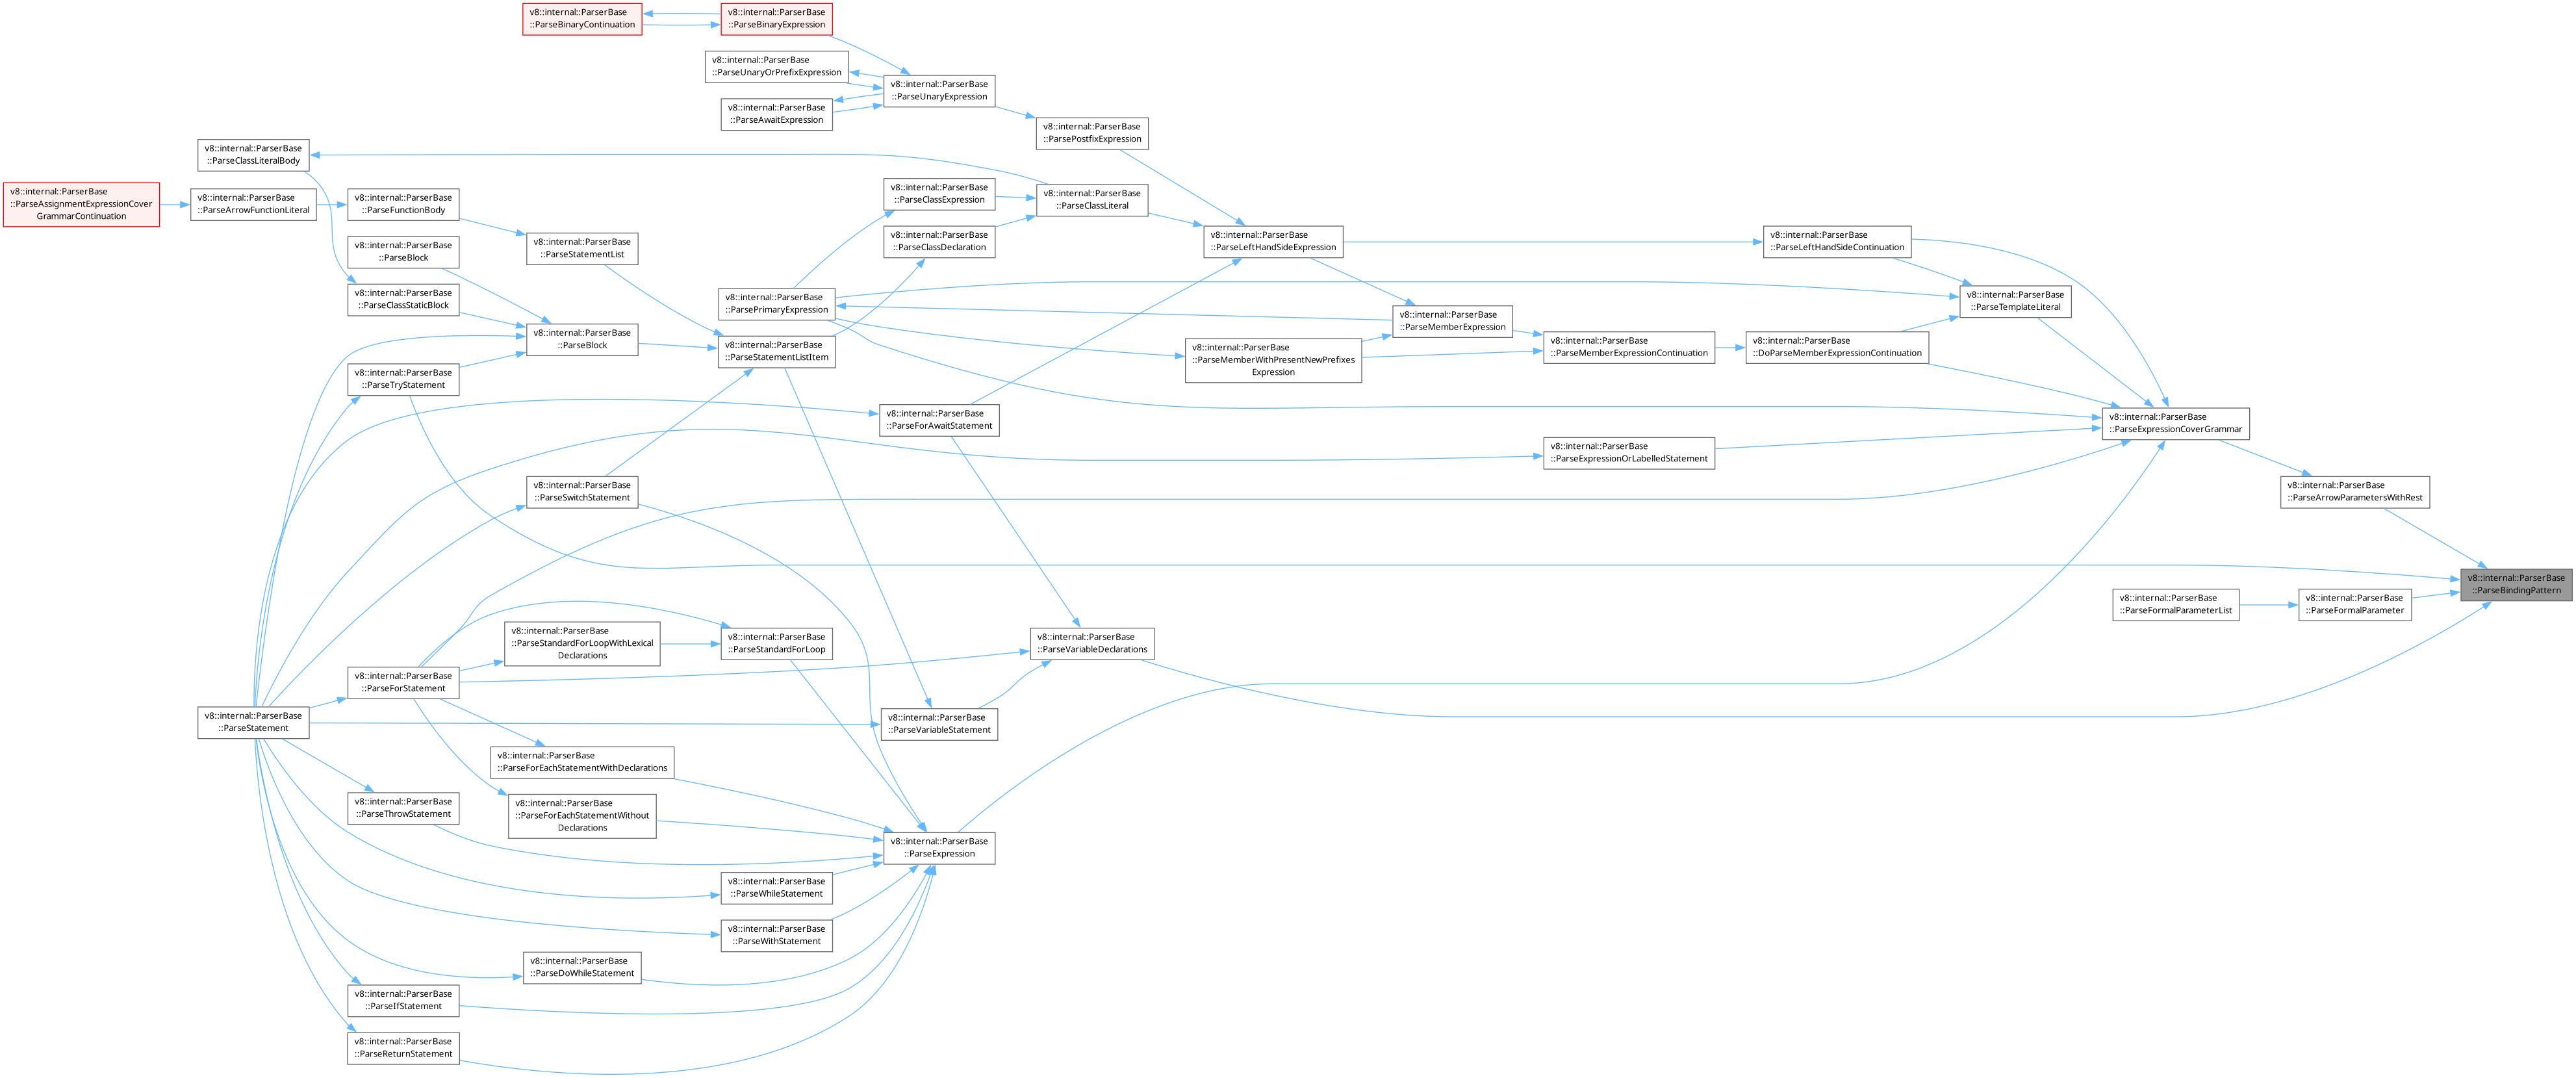 v8::internal::ParserBase
::ParseBinaryContinuation
v8::internal::ParserBase
::ParseBinaryExpression
v8::internal::ParserBase
::ParseUnaryOrPrefixExpression
v8::internal::ParserBase
::ParseUnaryExpression
v8::internal::ParserBase
::ParseAwaitExpression
v8::internal::ParserBase
::ParsePostfixExpression
v8::internal::ParserBase
::ParseClassLiteralBody
v8::internal::ParserBase
::ParseAssignmentExpressionCover
GrammarContinuation
v8::internal::ParserBase
::ParseArrowFunctionLiteral
v8::internal::ParserBase
::ParseFunctionBody
v8::internal::ParserBase
::ParseClassExpression
v8::internal::ParserBase
::ParseClassLiteral
v8::internal::ParserBase
::ParseClassDeclaration
v8::internal::ParserBase
::ParseLeftHandSideExpression
v8::internal::ParserBase
::ParseLeftHandSideContinuation
v8::internal::ParserBase
::ParseStatementList
v8::internal::ParserBase
::ParseBlock
v8::internal::ParserBase
::ParseClassStaticBlock
v8::internal::ParserBase
::ParsePrimaryExpression
v8::internal::ParserBase
::ParseTemplateLiteral
v8::internal::ParserBase
::ParseMemberExpression
v8::internal::ParserBase
::ParseBlock
v8::internal::ParserBase
::ParseStatementListItem
v8::internal::ParserBase
::ParseMemberWithPresentNewPrefixes
Expression
v8::internal::ParserBase
::ParseMemberExpressionContinuation
v8::internal::ParserBase
::DoParseMemberExpressionContinuation
v8::internal::ParserBase
::ParseTryStatement
v8::internal::ParserBase
::ParseForAwaitStatement
v8::internal::ParserBase
::ParseExpressionCoverGrammar
v8::internal::ParserBase
::ParseExpressionOrLabelledStatement
v8::internal::ParserBase
::ParseSwitchStatement
v8::internal::ParserBase
::ParseArrowParametersWithRest
v8::internal::ParserBase
::ParseBindingPattern
v8::internal::ParserBase
::ParseFormalParameterList
v8::internal::ParserBase
::ParseFormalParameter
v8::internal::ParserBase
::ParseStandardForLoopWithLexical
Declarations
v8::internal::ParserBase
::ParseStandardForLoop
v8::internal::ParserBase
::ParseVariableDeclarations
v8::internal::ParserBase
::ParseForStatement
v8::internal::ParserBase
::ParseStatement
v8::internal::ParserBase
::ParseVariableStatement
v8::internal::ParserBase
::ParseForEachStatementWithDeclarations
v8::internal::ParserBase
::ParseThrowStatement
v8::internal::ParserBase
::ParseForEachStatementWithout
Declarations
v8::internal::ParserBase
::ParseExpression
v8::internal::ParserBase
::ParseWhileStatement
v8::internal::ParserBase
::ParseWithStatement
v8::internal::ParserBase
::ParseDoWhileStatement
v8::internal::ParserBase
::ParseIfStatement
v8::internal::ParserBase
::ParseReturnStatement